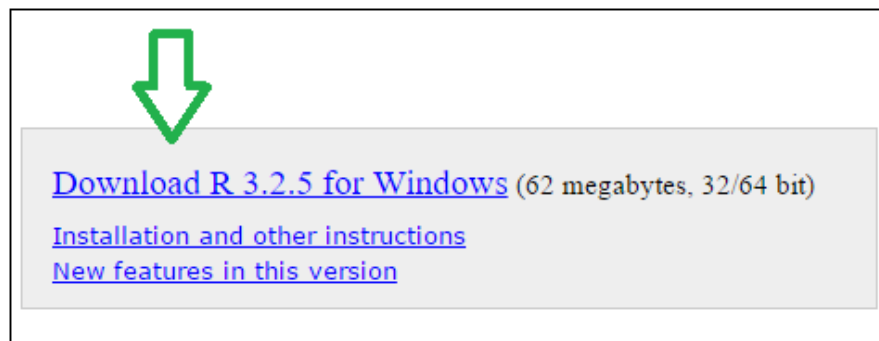 Download R 3.2.5 for Windows (62 megabytes, 32/64 bit)
Installation and other instructions
New features in this version